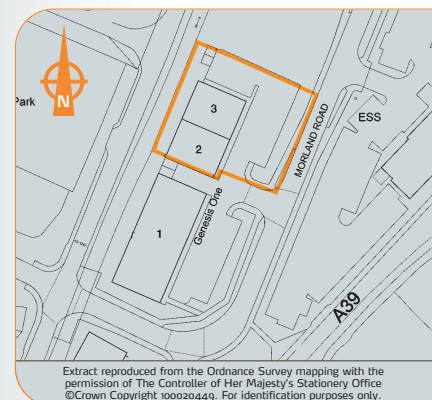 Park
N
3
2
1
Genesis One
MORLAND ROAD
ESS
A39
Extract reproduced from the Ordnance Survey mapping with the
permission of The Controller of Her Majesty's Stationery Office
©Crown Copyright 100020449. For identification purposes only.